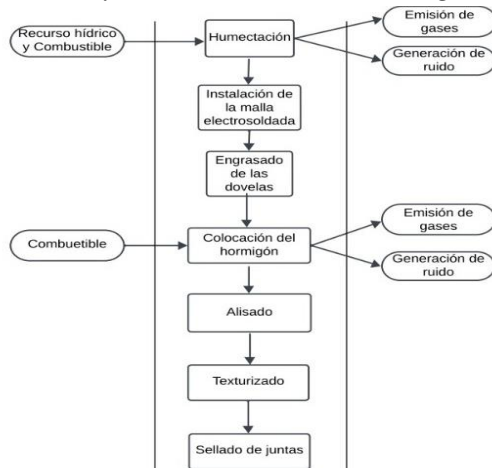 Recurso hídrico
y Combustible
Humectación
Emisión de
gases
Generación de
ruido
Instalación de
la malla
electrosoldada
Engrasado
de las
dovelas
Combuetible
Colocación del
hormigón
Emisión de
gases
Generación de
ruido
Alisado
Texturizado
Sellado de juntas